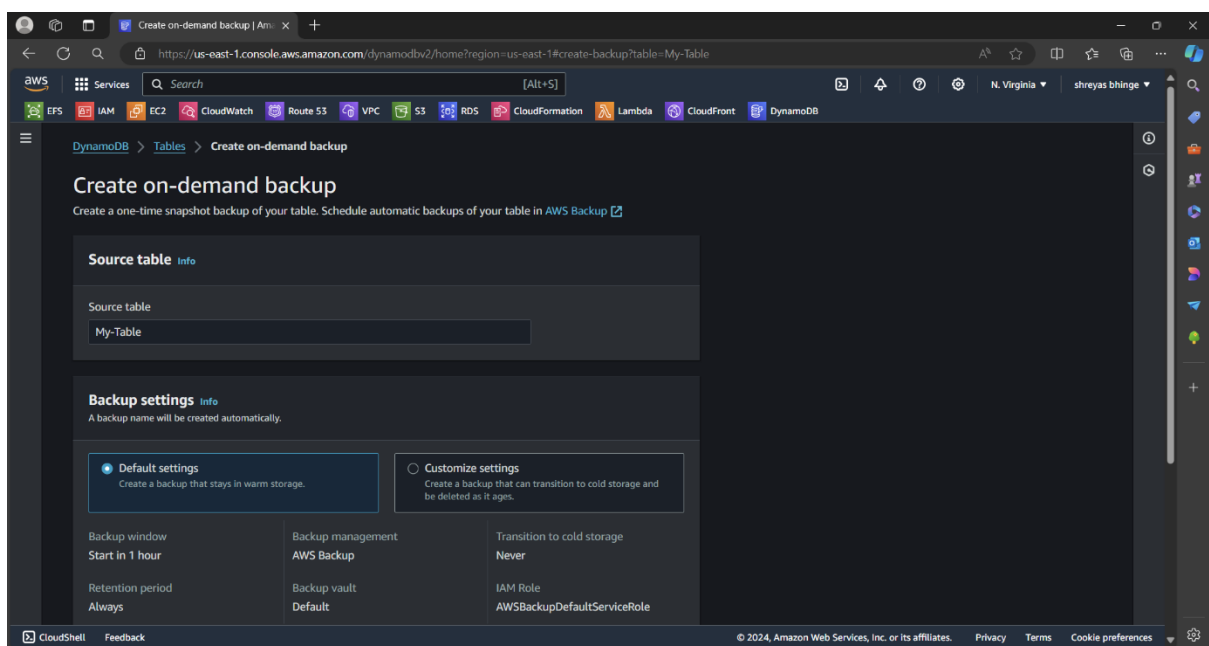 Create on-demand backup | Ama
https://us-east-1.console.aws.amazon.com/dynamodbv2/home?region=us-east-1#create-backup?table=My-Table
aws Services Search [Alt+S] N. Virginia ▼ shreyas bhinge ▼
EFS IAM EC2 CloudWatch Route 53 VPC S3 RDS CloudFormation Lambda CloudFront DynamoDB
DynamoDB > Tables > Create on-demand backup
Create on-demand backup
Create a one-time snapshot backup of your table. Schedule automatic backups of your table in AWS Backup
Source table Info
Source table
My-Table
Backup settings Info
A backup name will be created automatically.
Default settings
Create a backup that stays in warm storage.
Customize settings
Create a backup that can transition to cold storage and
be deleted as it ages.
Backup window
Start in 1 hour
Backup management
AWS Backup
Transition to cold storage
Never
Retention period
Always
Backup vault
Default
IAM Role
AWSBackupDefaultServiceRole
CloudShell Feedback © 2024, Amazon Web Services, Inc. or its affiliates. Privacy Terms Cookie preferences